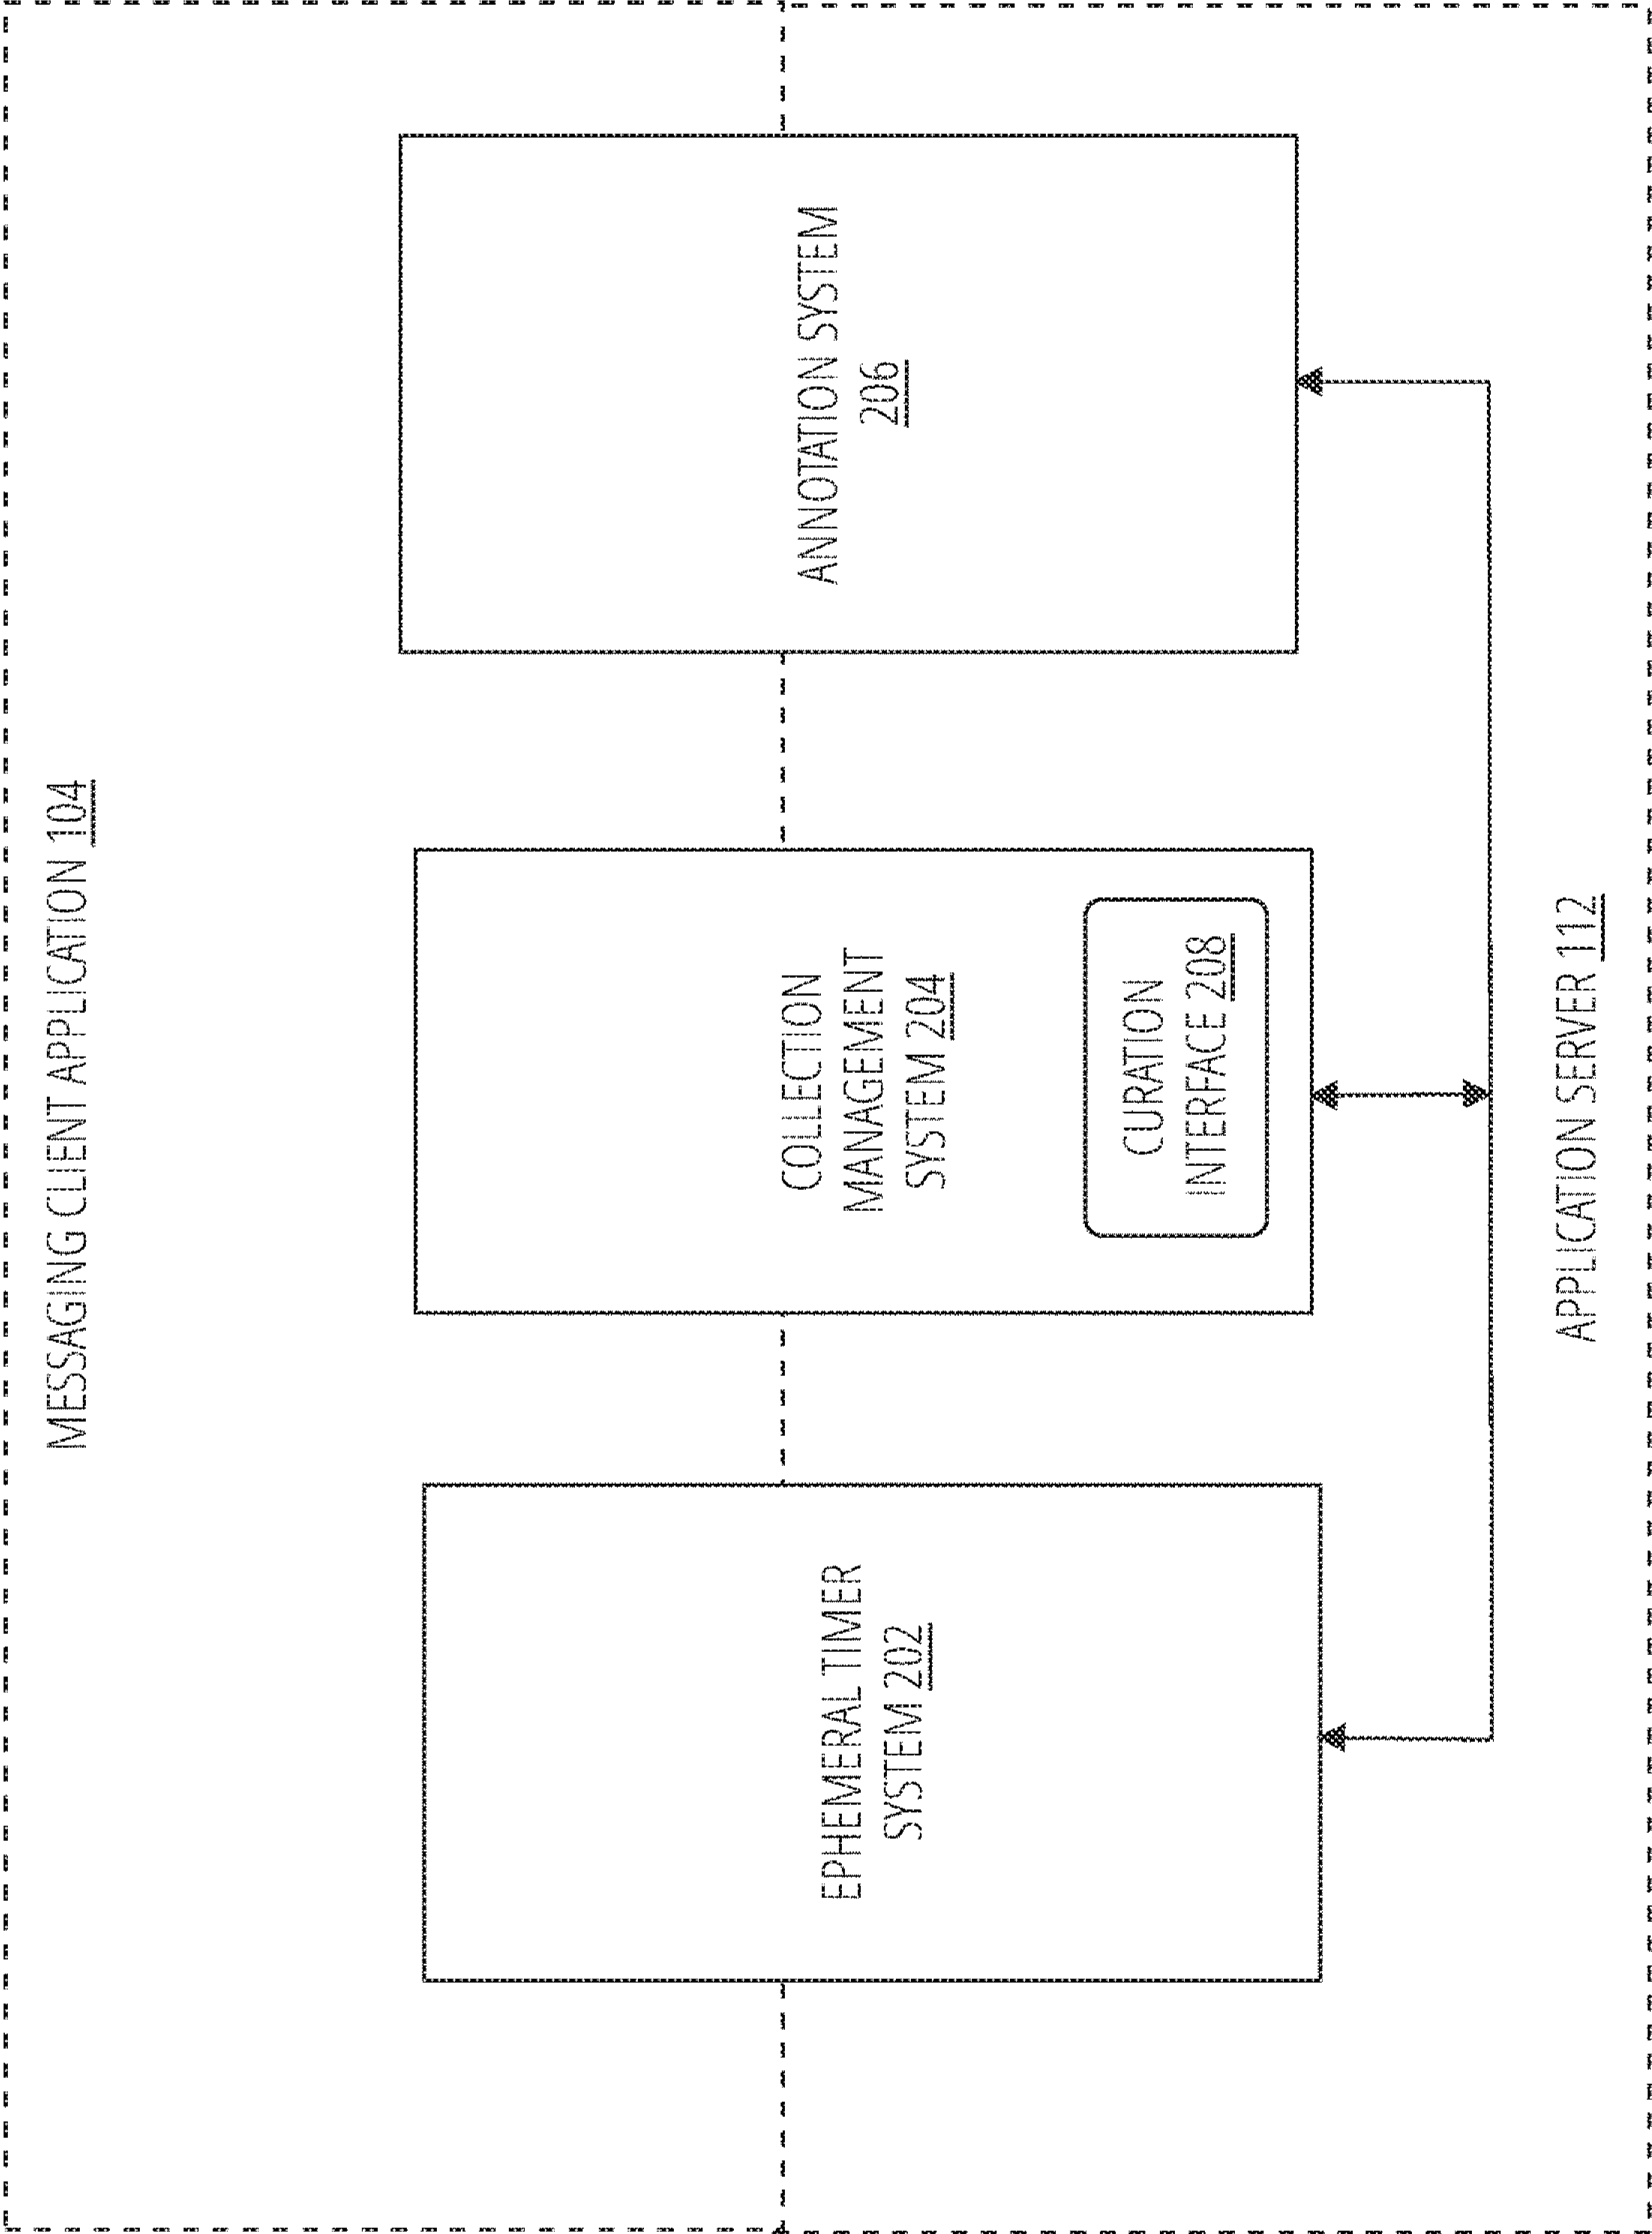 MESSAGING CLIENT APPLICATION 104
EPHEMERAL TIMER
SYSTEM 202
COLLECTION
MANAGEMENT
SYSTEM 204
CURATION
INTERFACE 208
ANNOTATION SYSTEM
206
APPLICATION SERVER 112